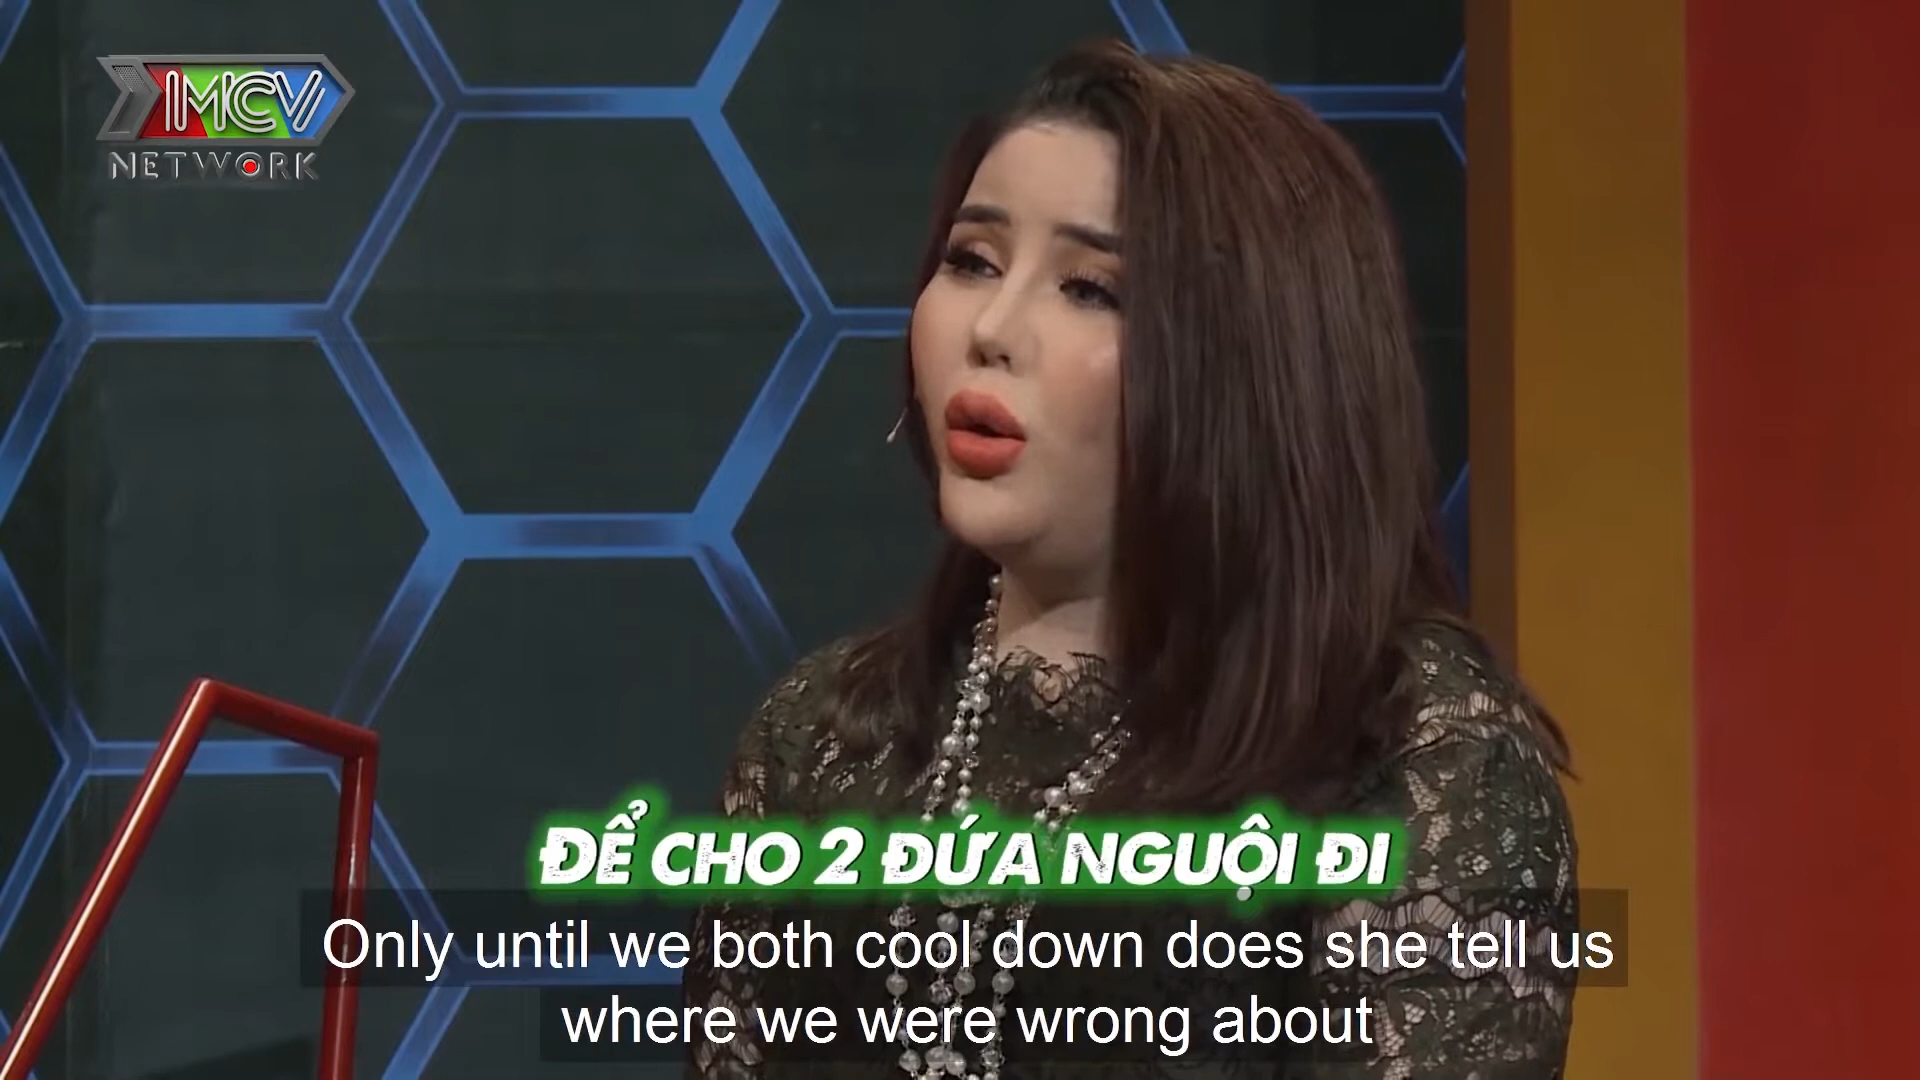 MCV
NETWORK
ĐỂ CHO 2 ĐỨA NGUỘI ĐI
Only until we both cool down does she tell us
where we were wrong about